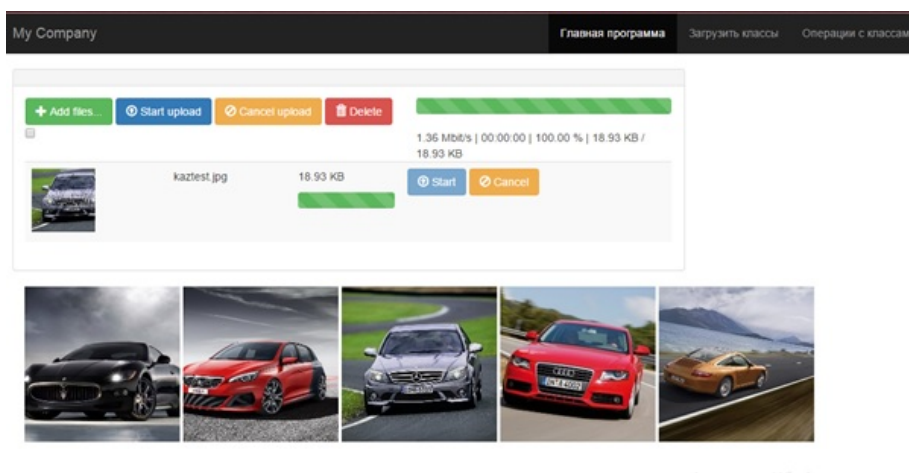 My Company
Главная программа
Загрузить классы
Операции с классам
Add files...
Start upload
Cancel upload
Delete
1.36 Mbit/s | 00:00:00 | 100.00 % | 18.93 KB /
18.93 KB
kaztest.jpg
18.93 KB
Start
Cancel